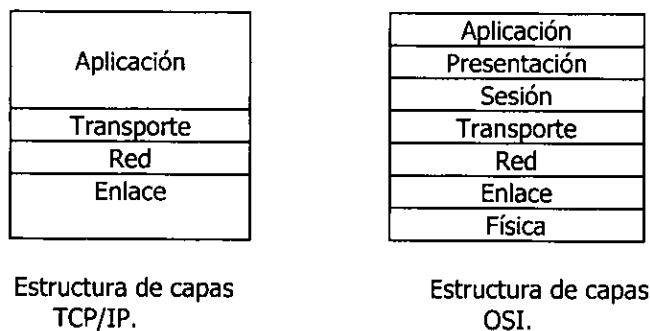 Aplicación
Transporte
Red
Enlace
Estructura de capas
TCP/IP.
Aplicación
Presentación
Sesión
Transporte
Red
Enlace
Física
Estructura de capas
OSI.